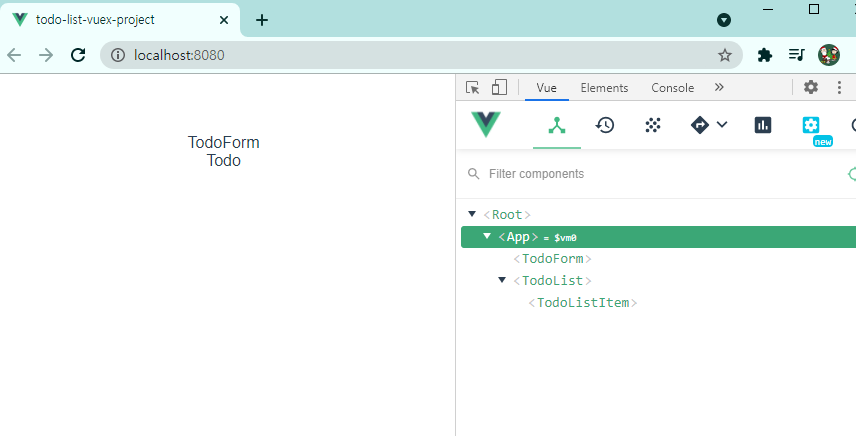 todo-list-vuex-project
localhost:8080
Vue Elements Console
new
TodoForm
Todo
Filter components
<Root>
<App> = $vm0
<TodoForm>
<TodoList>
<TodoListItem>